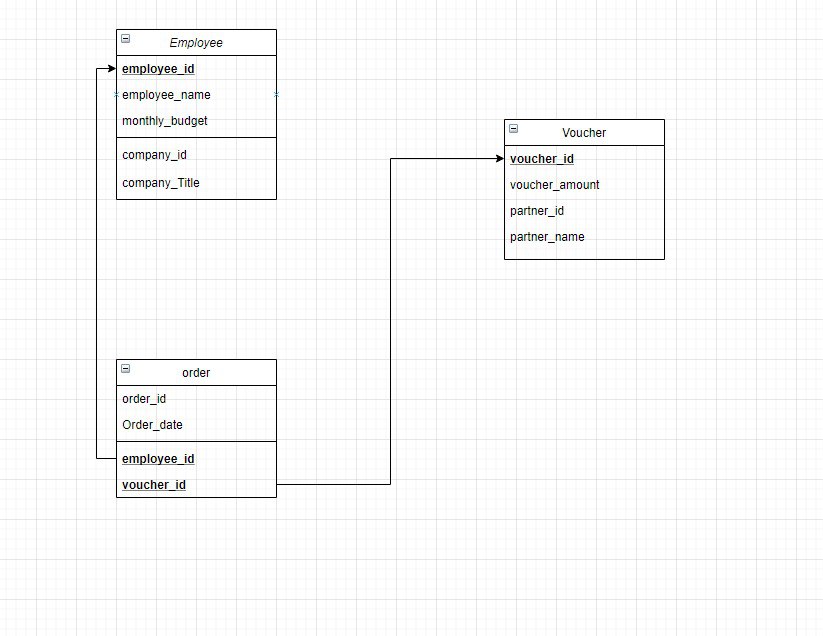 Employee
employee_id
employee_name
monthly_budget
company_id
company_Title
Voucher
voucher_id
voucher_amount
partner_id
partner_name
order
order_id
Order_date
employee_id
voucher_id